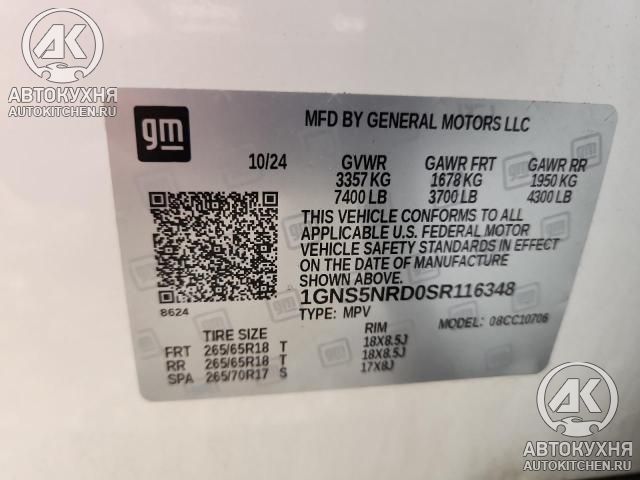 АВТОКУХНЯ
AUTOKITCHEN.RU
gm
MFD BY GENERAL MOTORS LLC
10/24 GVWR GAWR FRT GAWR RR
3357 KG 1678 KG 1950 KG
7400 LB 3700 LB 4300 LB
THIS VEHICLE CONFORMS TO ALL
APPLICABLE U.S. FEDERAL MOTOR
VEHICLE SAFETY STANDARDS IN EFFECT
ON THE DATE OF MANUFACTURE
SHOWN ABOVE.
1GNS5NRD0SR116348
8624
TYPE: MPV MODEL: 08CC10706
TIRE SIZE RIM
FRT 265/65R18 T 18X8.5J
RR 265/65R18 T 18X8.5J
SPA 265/70R17 S 17X8J
АК
АВТОКУХНЯ
AUTOKITCHEN.RU